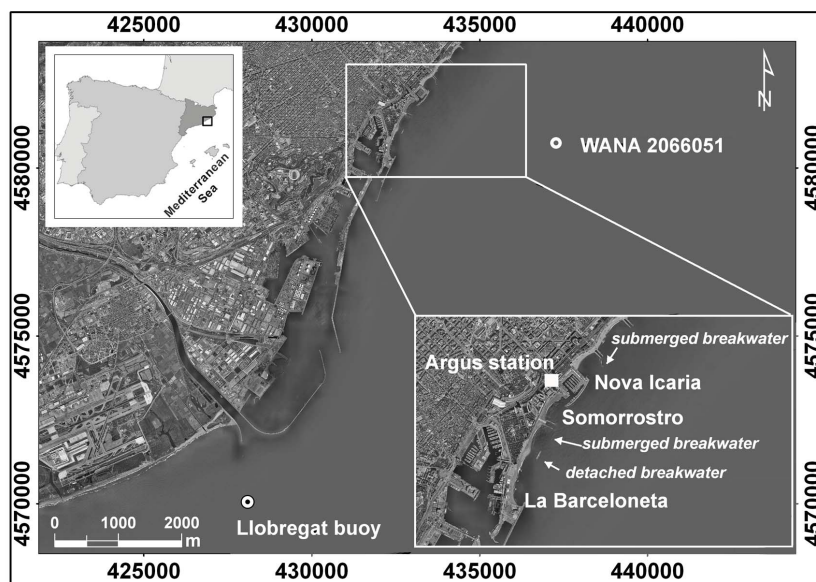 425000 430000 435000 440000
4580000
4575000
4570000
4580000
4575000
4570000
Mediterranean
Sea
N
WANA 2066051
submerged breakwater
Argus station
Nova Icaria
Somorrostro
submerged breakwater
detached breakwater
La Barceloneta
Llobregat buoy
0 1000 2000
m
425000 430000 435000 440000